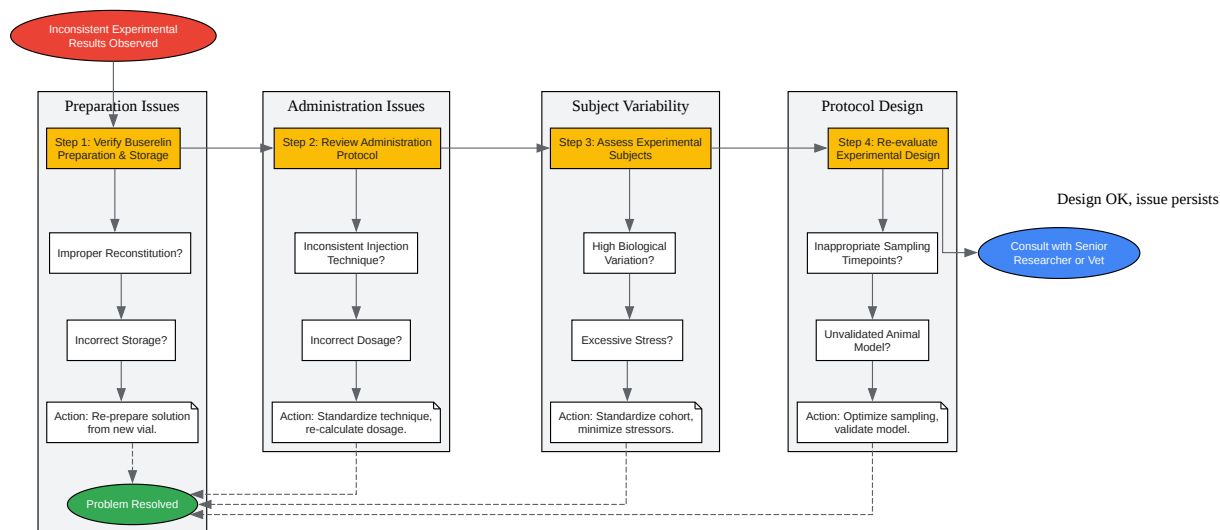 Inconsistent Experimental
Results Observed
Preparation Issues
Administration Issues
Subject Variability
Protocol Design
Step 1: Verify Buserelin
Preparation & Storage
Step 2: Review Administration
Protocol
Step 3: Assess Experimental
Subjects
Step 4: Re-evaluate
Experimental Design
Design OK, issue persists
Improper Reconstitution?
Inconsistent Injection
Technique?
High Biological
Variation?
Inappropriate Sampling
Timepoints?
Consult with Senior
Researcher or Vet
Incorrect Storage?
Incorrect Dosage?
Excessive Stress?
Unvalidated Animal
Model?
Action: Re-prepare solution
from new vial.
Action: Standardize technique,
re-calculate dosage.
Action: Standardize cohort,
minimize stressors.
Action: Optimize sampling,
validate model.
Problem Resolved